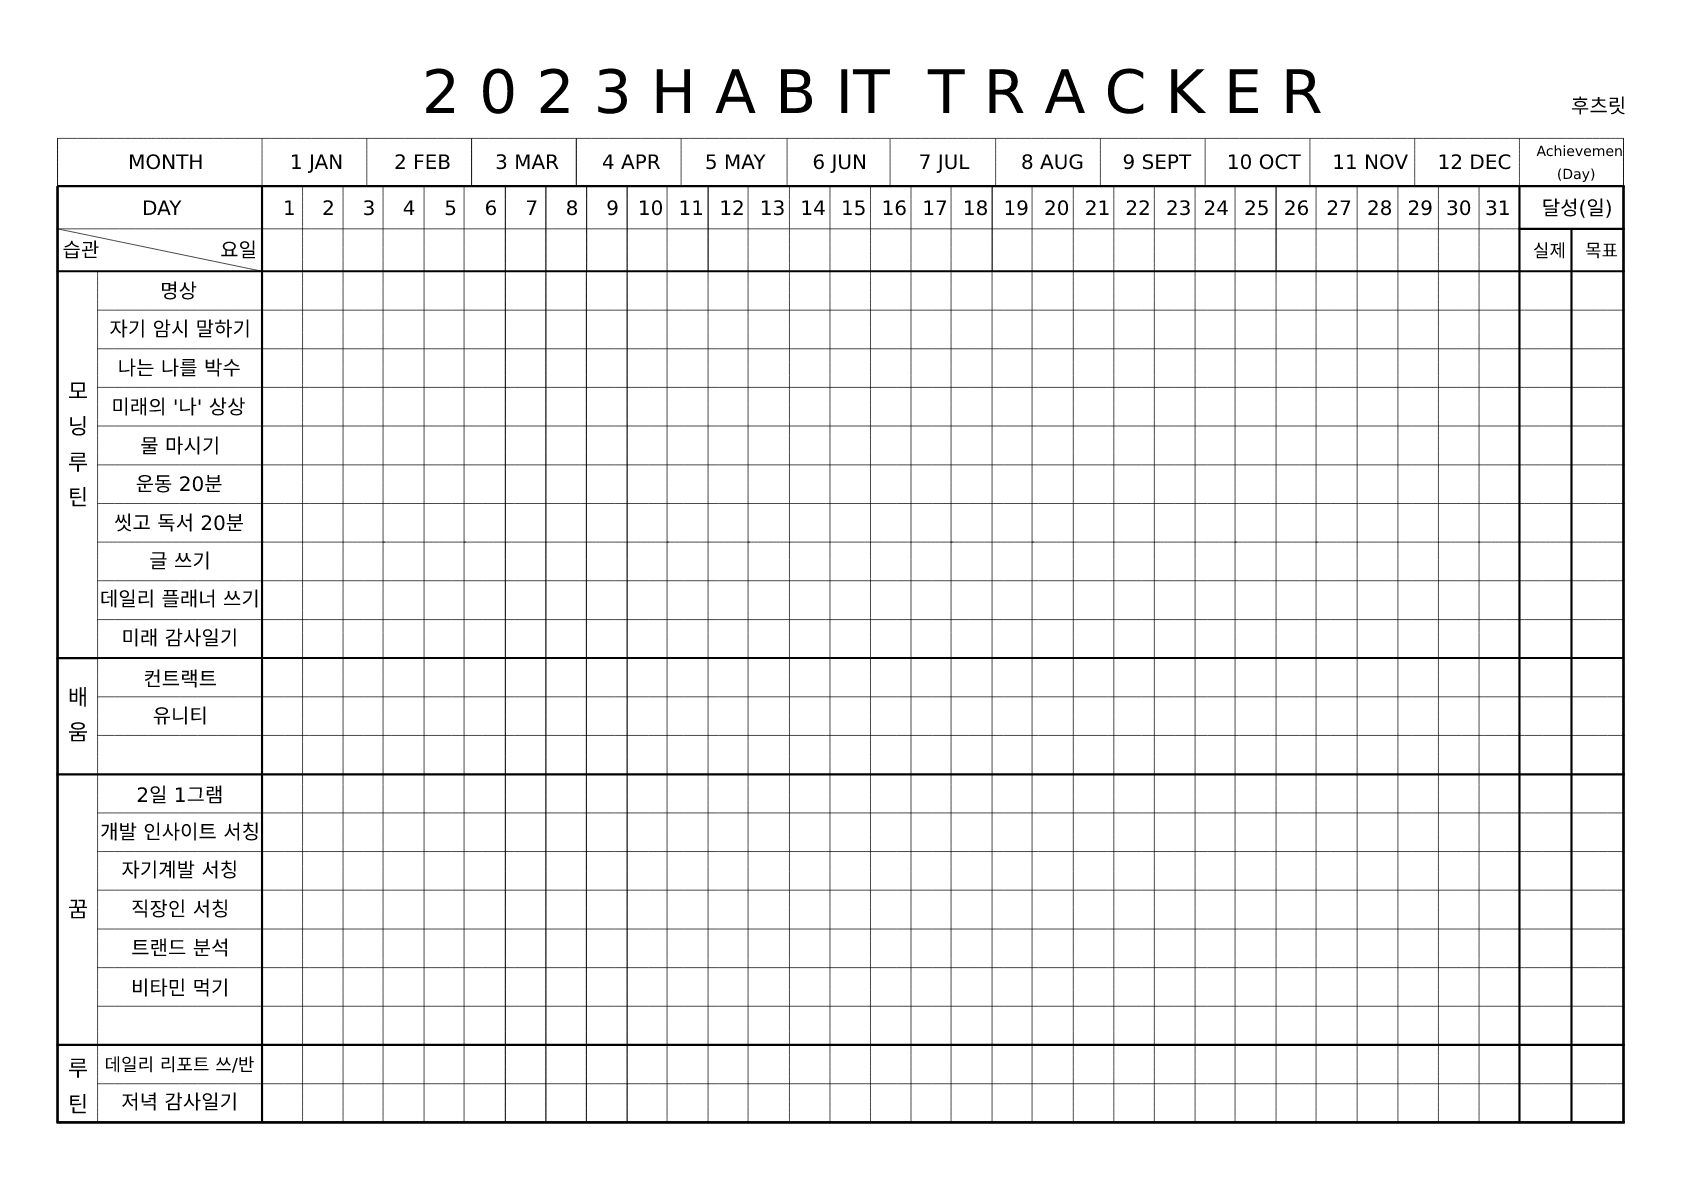 2023HABIT TRACKER
후츠릿
MONTH 1 JAN 2 FEB 3 MAR 4 APR 5 MAY 6 JUN 7 JUL 8 AUG 9 SEPT 10 OCT 11 NOV 12 DEC Achievemen
(Day)
DAY 1 2 3 4 5 6 7 8 9 10 11 12 13 14 15 16 17 18 19 20 21 22 23 24 25 26 27 28 29 30 31 달성(일)
습관 요일 실제 목표
모닝루틴
명상
자기 암시 말하기
나는 나를 박수
미래의 '나' 상상
물 마시기
운동 20분
씻고 독서 20분
글 쓰기
데일리 플래너 쓰기
미래 감사일기
배움
컨트랙트
유니티
꿈
2일 1그램
개발 인사이트 서칭
자기계발 서칭
직장인 서칭
트랜드 분석
비타민 먹기
루틴
데일리 리포트 쓰/반
저녁 감사일기